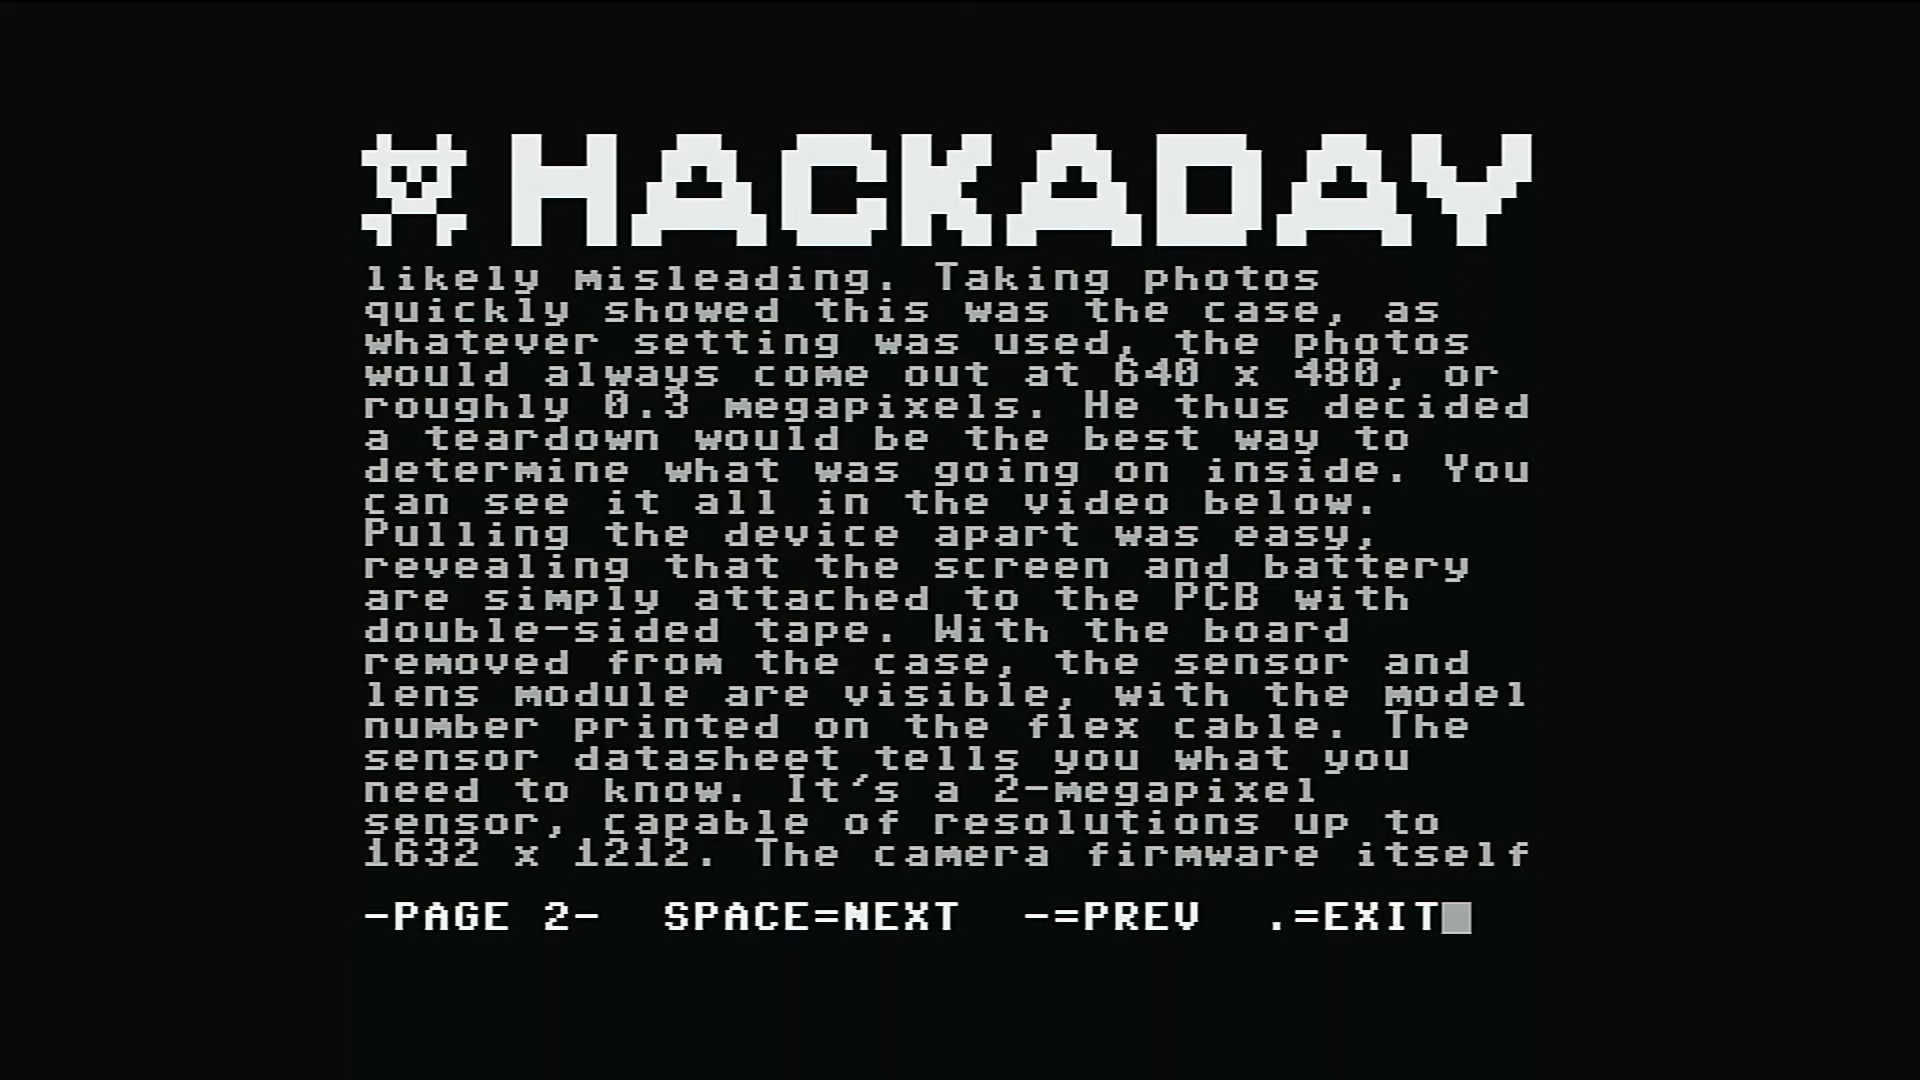 HACKADAY
likely misleading. Taking photos
quickly showed this was the case, as
whatever setting was used, the photos
would always come out at 640 x 480, or
roughly 0.3 megapixels. He thus decided
a teardown would be the best way to
determine what was going on inside. You
can see it all in the video below.
Pulling the device apart was easy,
revealing that the screen and battery
are simply attached to the PCB with
double-sided tape. With the board
removed from the case, the sensor and
lens module are visible, with the model
number printed on the flex cable. The
sensor datasheet tells you what you
need to know. It's a 2-megapixel
sensor, capable of resolutions up to
1632 x 1212. The camera firmware itself
-PAGE 2-  SPACE=NEXT  -=PREV  .=EXIT